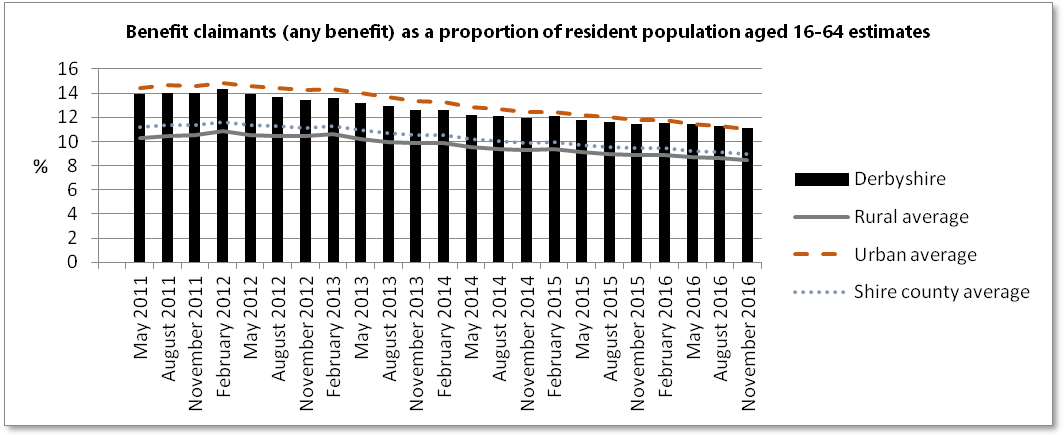 Benefit claimants (any benefit) as a proportion of resident population aged 16-64 estimates
16
14
12
10
8
6
4
2
0
%
May 2011
August 2011
November 2011
February 2012
May 2012
August 2012
November 2012
February 2013
May 2013
August 2013
November 2013
February 2014
May 2014
August 2014
November 2014
February 2015
May 2015
August 2015
November 2015
February 2016
May 2016
August 2016
November 2016
Derbyshire
Rural average
Urban average
Shire county average